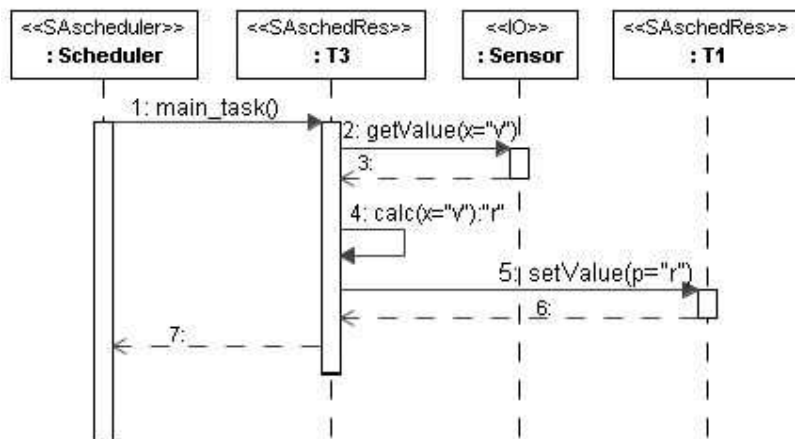 <<SAscheduler>>
: Scheduler
<<SAschedRes>>
: T3
<<IO>>
: Sensor
<<SAschedRes>>
: T1
1: main_task()
2: getValue(x="v")
3:
4: calc(x="v"):"r"
5: setValue(p="r")
6:
7: